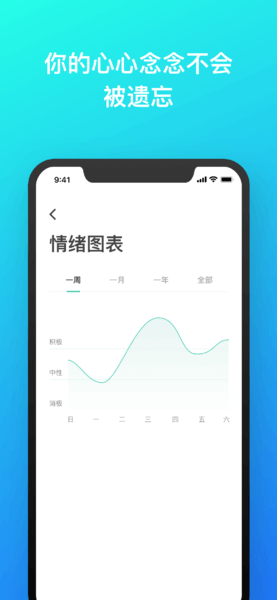 你的心心念念不会
被遗忘
9:41
情绪图表
一周 一月 一年 全部
积极
中性
消极
日 一 二 三 四 五 六